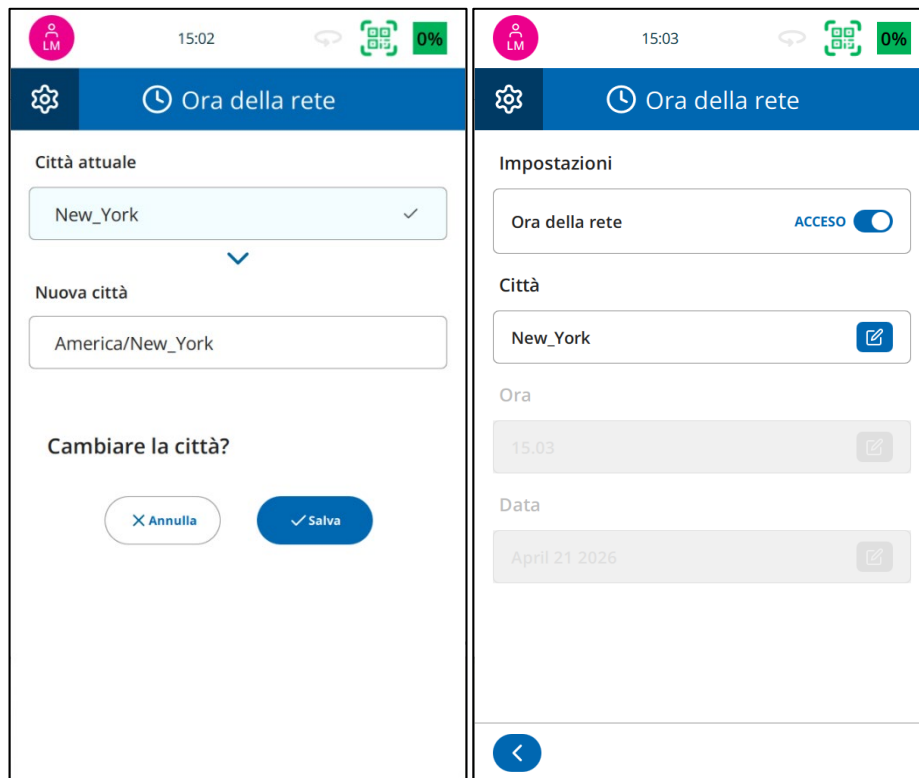 LM
15:02
0%
Ora della rete
Città attuale
New_York
Nuova città
America/New_York
Cambiare la città?
Annulla
Salva
LM
15:03
0%
Ora della rete
Impostazioni
Ora della rete
ACCESO
Città
New_York
Ora
15.03
Data
April 21 2026